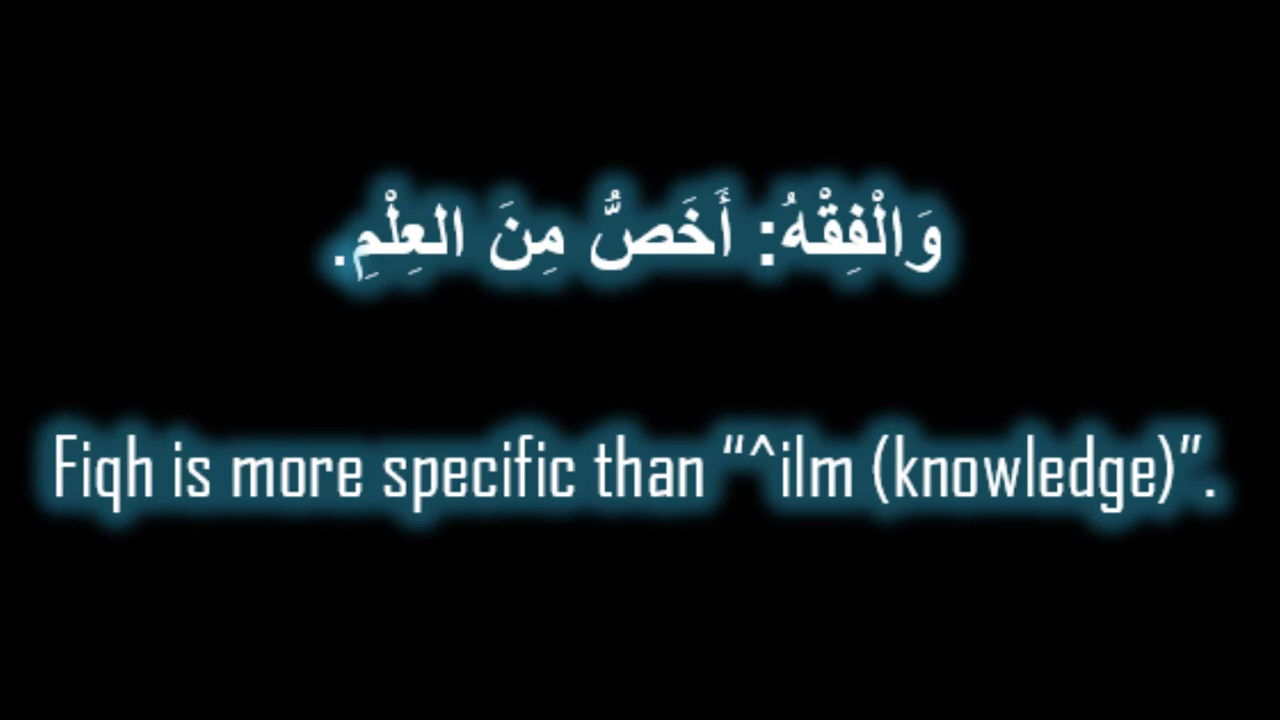 وَالْفِقْهُ: أَخَصُّ مِنَ العِلْمِ.
Fiqh is more specific than “^ilm (knowledge)”.